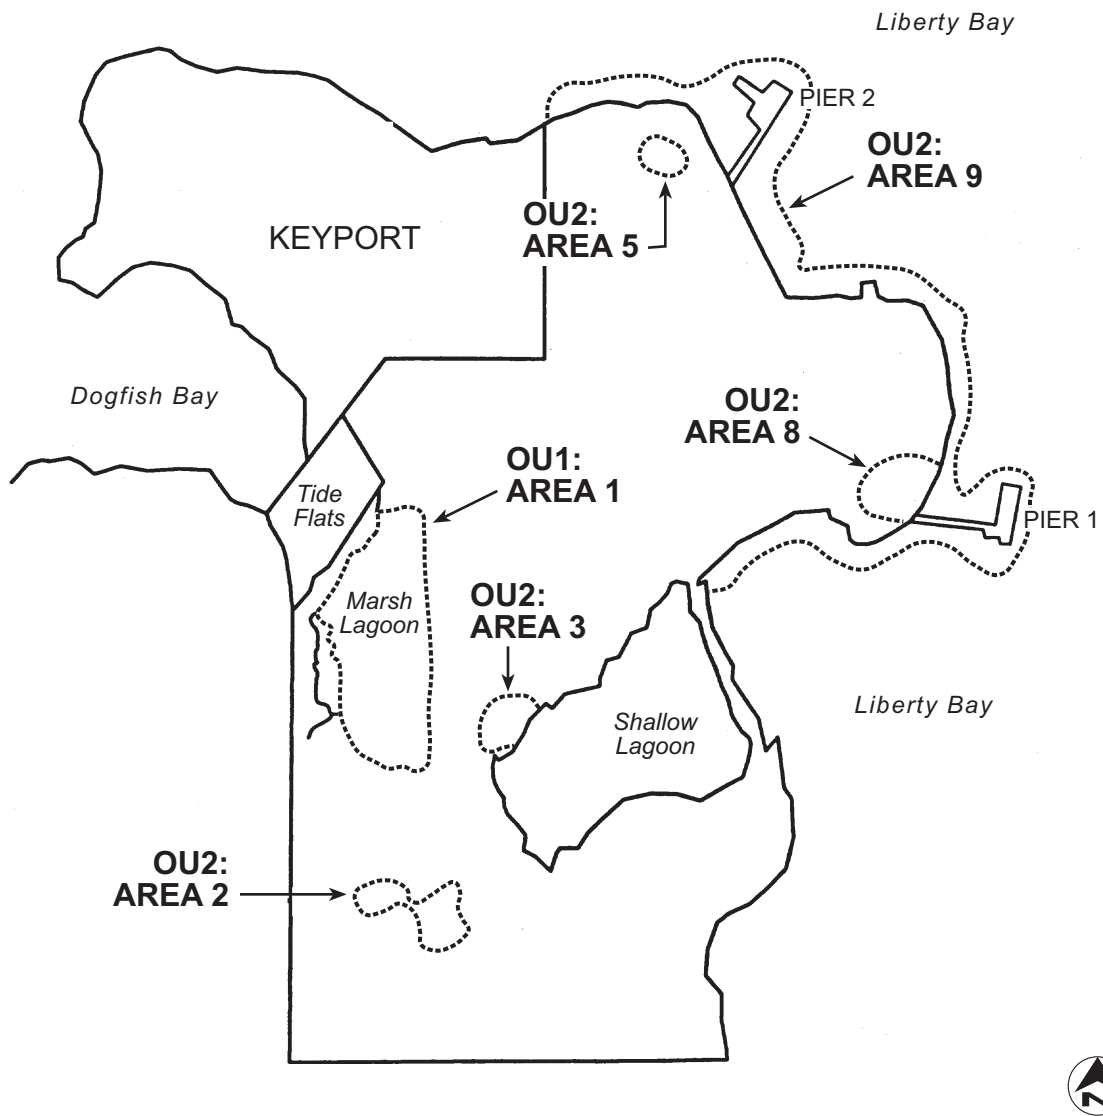 Liberty Bay
PIER 2
OU2:
AREA 9
OU2:
AREA 5
KEYPORT
Dogfish Bay
OU2:
AREA 8
OU1:
AREA 1
Tide
Flats
PIER 1
Marsh
Lagoon
OU2:
AREA 3
Liberty Bay
Shallow
Lagoon
OU2:
AREA 2
N